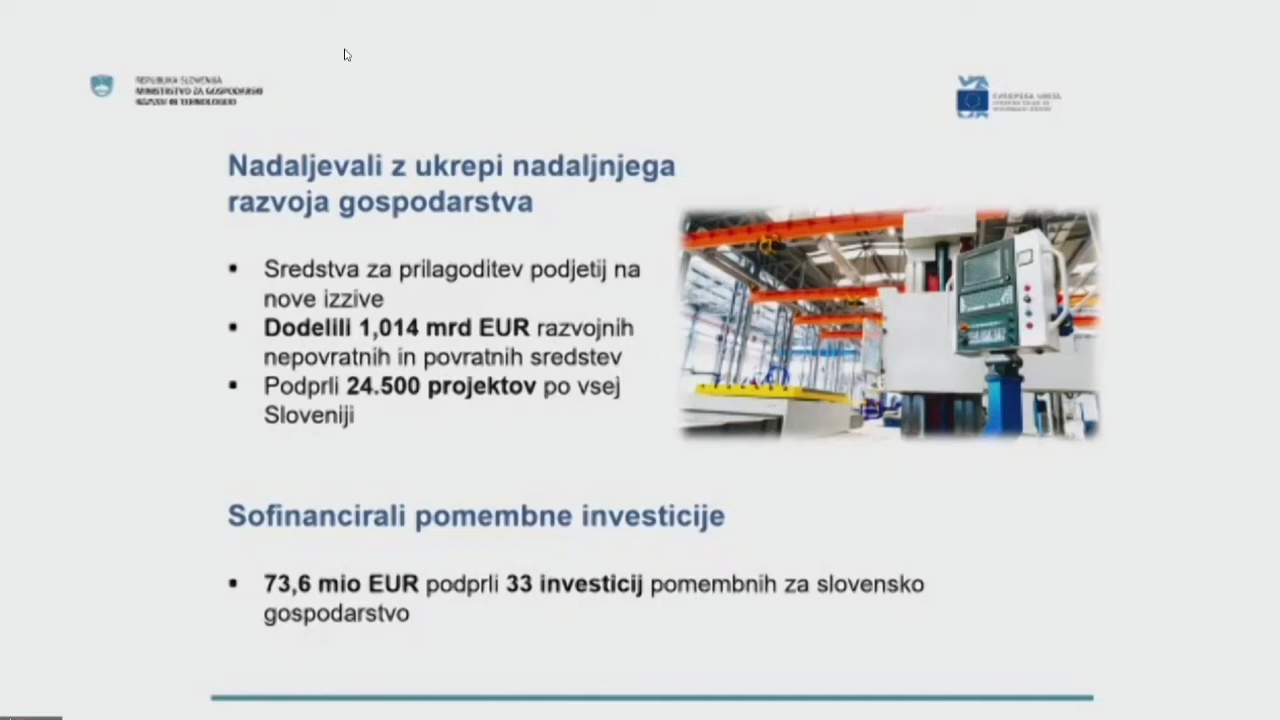 REPUBLIKA SLOVENIJA
MINISTRSTVO ZA GOSPODARSKI
RAZVOJ IN TEHNOLOGIJO
EVROPSKA UNIJA
Nadaljevali z ukrepi nadaljnjega
razvoja gospodarstva
▪ Sredstva za prilagoditev podjetij na
nove izzive
▪ Dodelili 1,014 mrd EUR razvojnih
nepovratnih in povratnih sredstev
▪ Podprli 24.500 projektov po vsej
Sloveniji
Sofinancirali pomembne investicije
▪ 73,6 mio EUR podprli 33 investicij pomembnih za slovensko
gospodarstvo